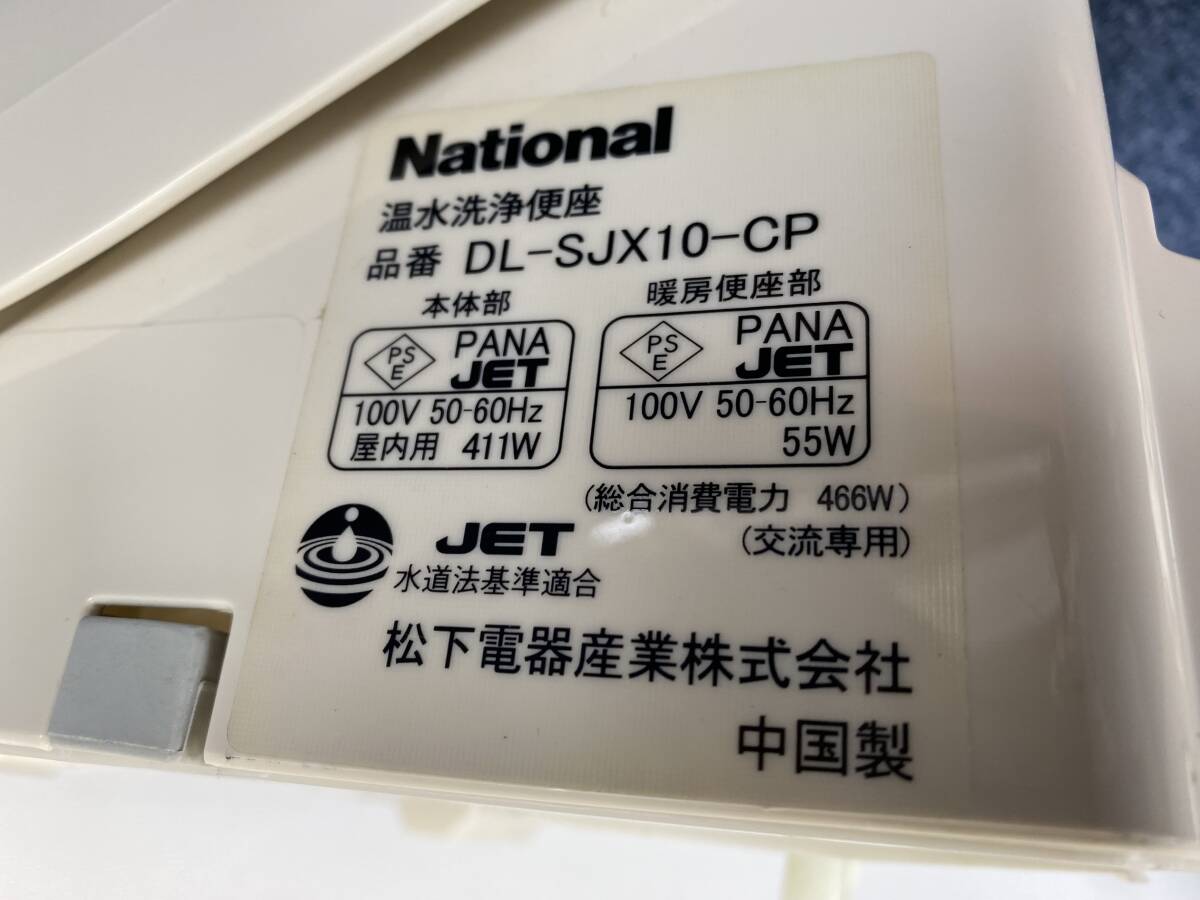 National
温水洗浄便座
品番 DL-SJX10-CP
本体部
PS E PANA JET
100V 50-60Hz
屋内用 411W
暖房便座部
PS E PANA JET
100V 50-60Hz
55W
(総合消費電力 466W)
(交流専用)
JET
水道法基準適合
松下電器産業株式会社
中国製